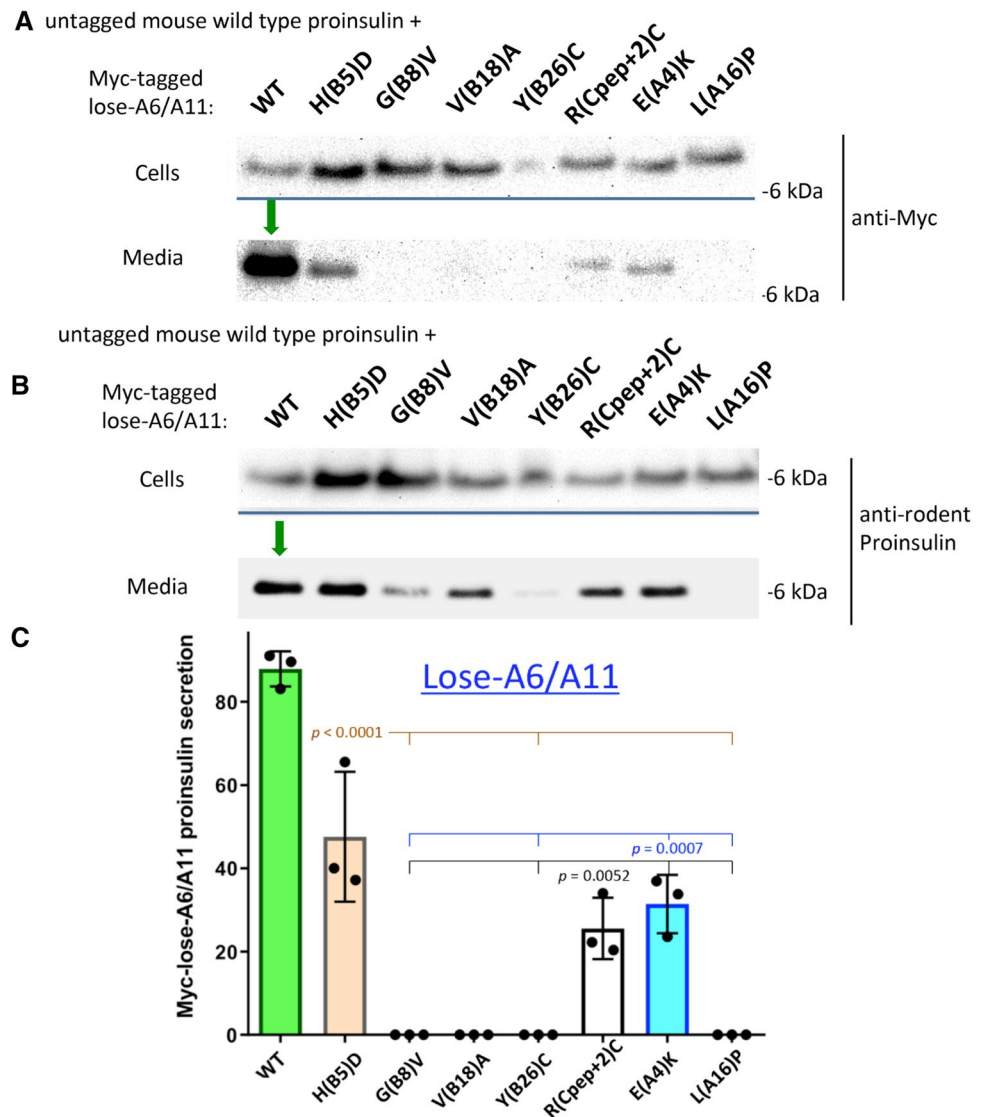 A untagged mouse wild type proinsulin +
Myc-tagged
lose-A6/A11:
WT H(B5)D G(B8)V V(B18)A Y(B26)C R(Cpep+2)C E(A4)K L(A16)P
Cells
-6 kDa
anti-Myc
Media
-6 kDa
untagged mouse wild type proinsulin +
B
Myc-tagged
lose-A6/A11:
WT H(B5)D G(B8)V V(B18)A Y(B26)C R(Cpep+2)C E(A4)K L(A16)P
Cells
-6 kDa
anti-rodent
Proinsulin
Media
-6 kDa
C
Myc-lose-A6/A11 proinsulin secretion
Lose-A6/A11
80
p < 0.0001
60
p = 0.0007
40
p = 0.0052
20
0
WT H(B5)D G(B8)V V(B18)A Y(B26)C R(Cpep+2)C E(A4)K L(A16)P